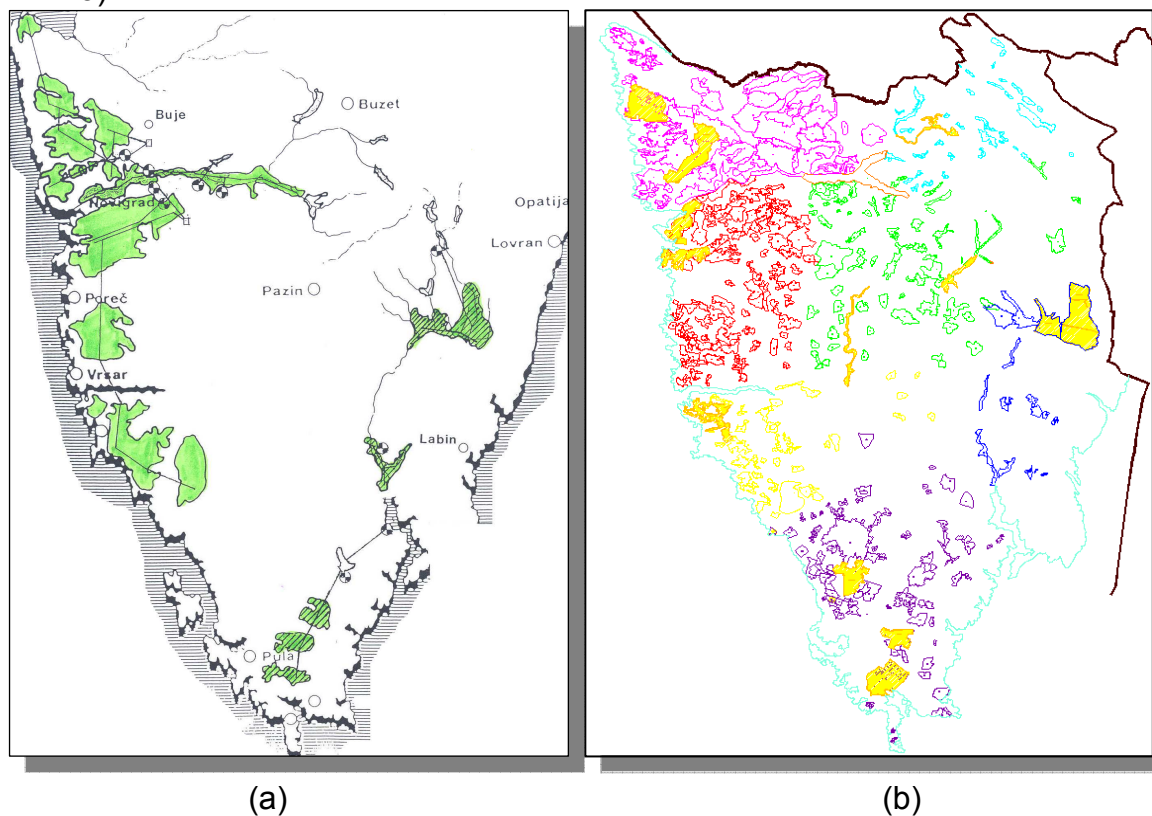 Buje
Buzet
Novigrad
Opatija
Lovran
Pazin
Poreč
Vrsar
Labin
Pula
(a)
(b)